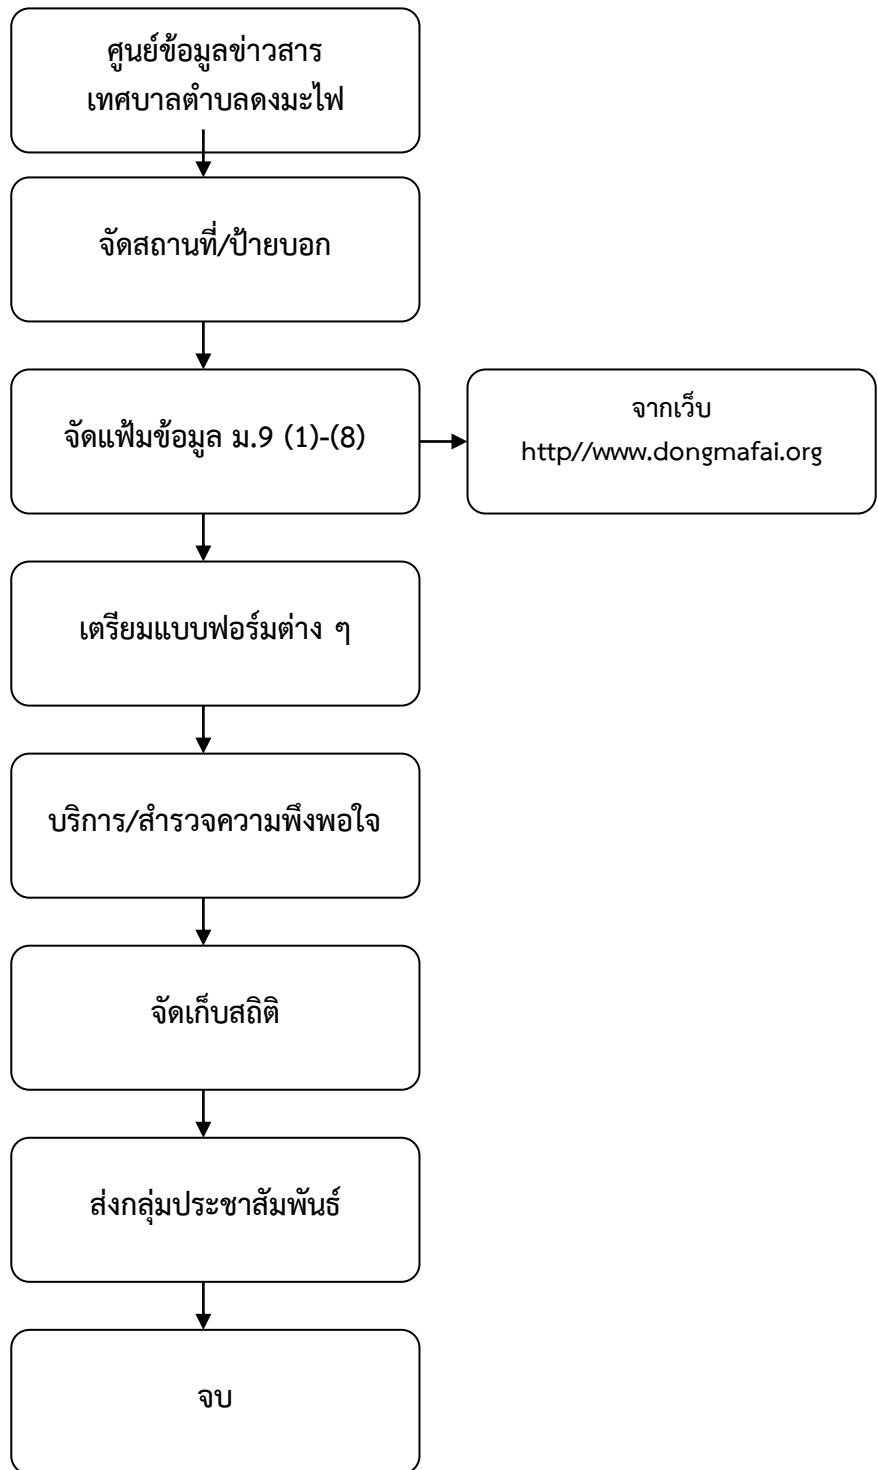 ศูนย์ข้อมูลข่าวสาร
เทศบาลตำบลดงมะไฟ
จัดสถานที่/ป้ายบอก
จัดแฟ้มข้อมูล ม.9 (1)-(8)
จากเว็บ
http//www.dongmafai.org
เตรียมแบบฟอร์มต่าง ๆ
บริการ/สำรวจความพึงพอใจ
จัดเก็บสถิติ
ส่งกลุ่มประชาสัมพันธ์
จบ